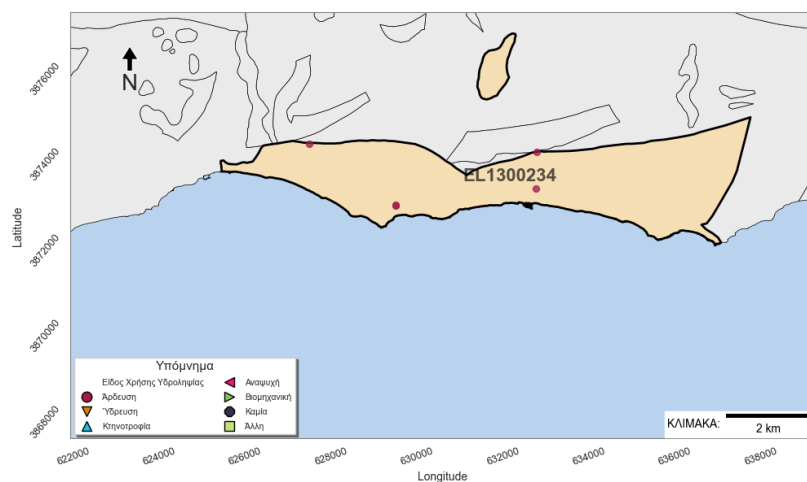 3876000
3874000
3872000
3870000
3868000
Latitude
N
EL1300234
Υπόμνημα
Είδος Χρήσης Υδροληψίας
Άρδευση
Ύδρευση
Κτηνοτροφία
Αναψυχή
Βιομηχανική
Καμία
Άλλη
ΚΛΙΜΑΚΑ:
2 km
622000
624000
626000
628000
630000
632000
634000
636000
638000
Longitude